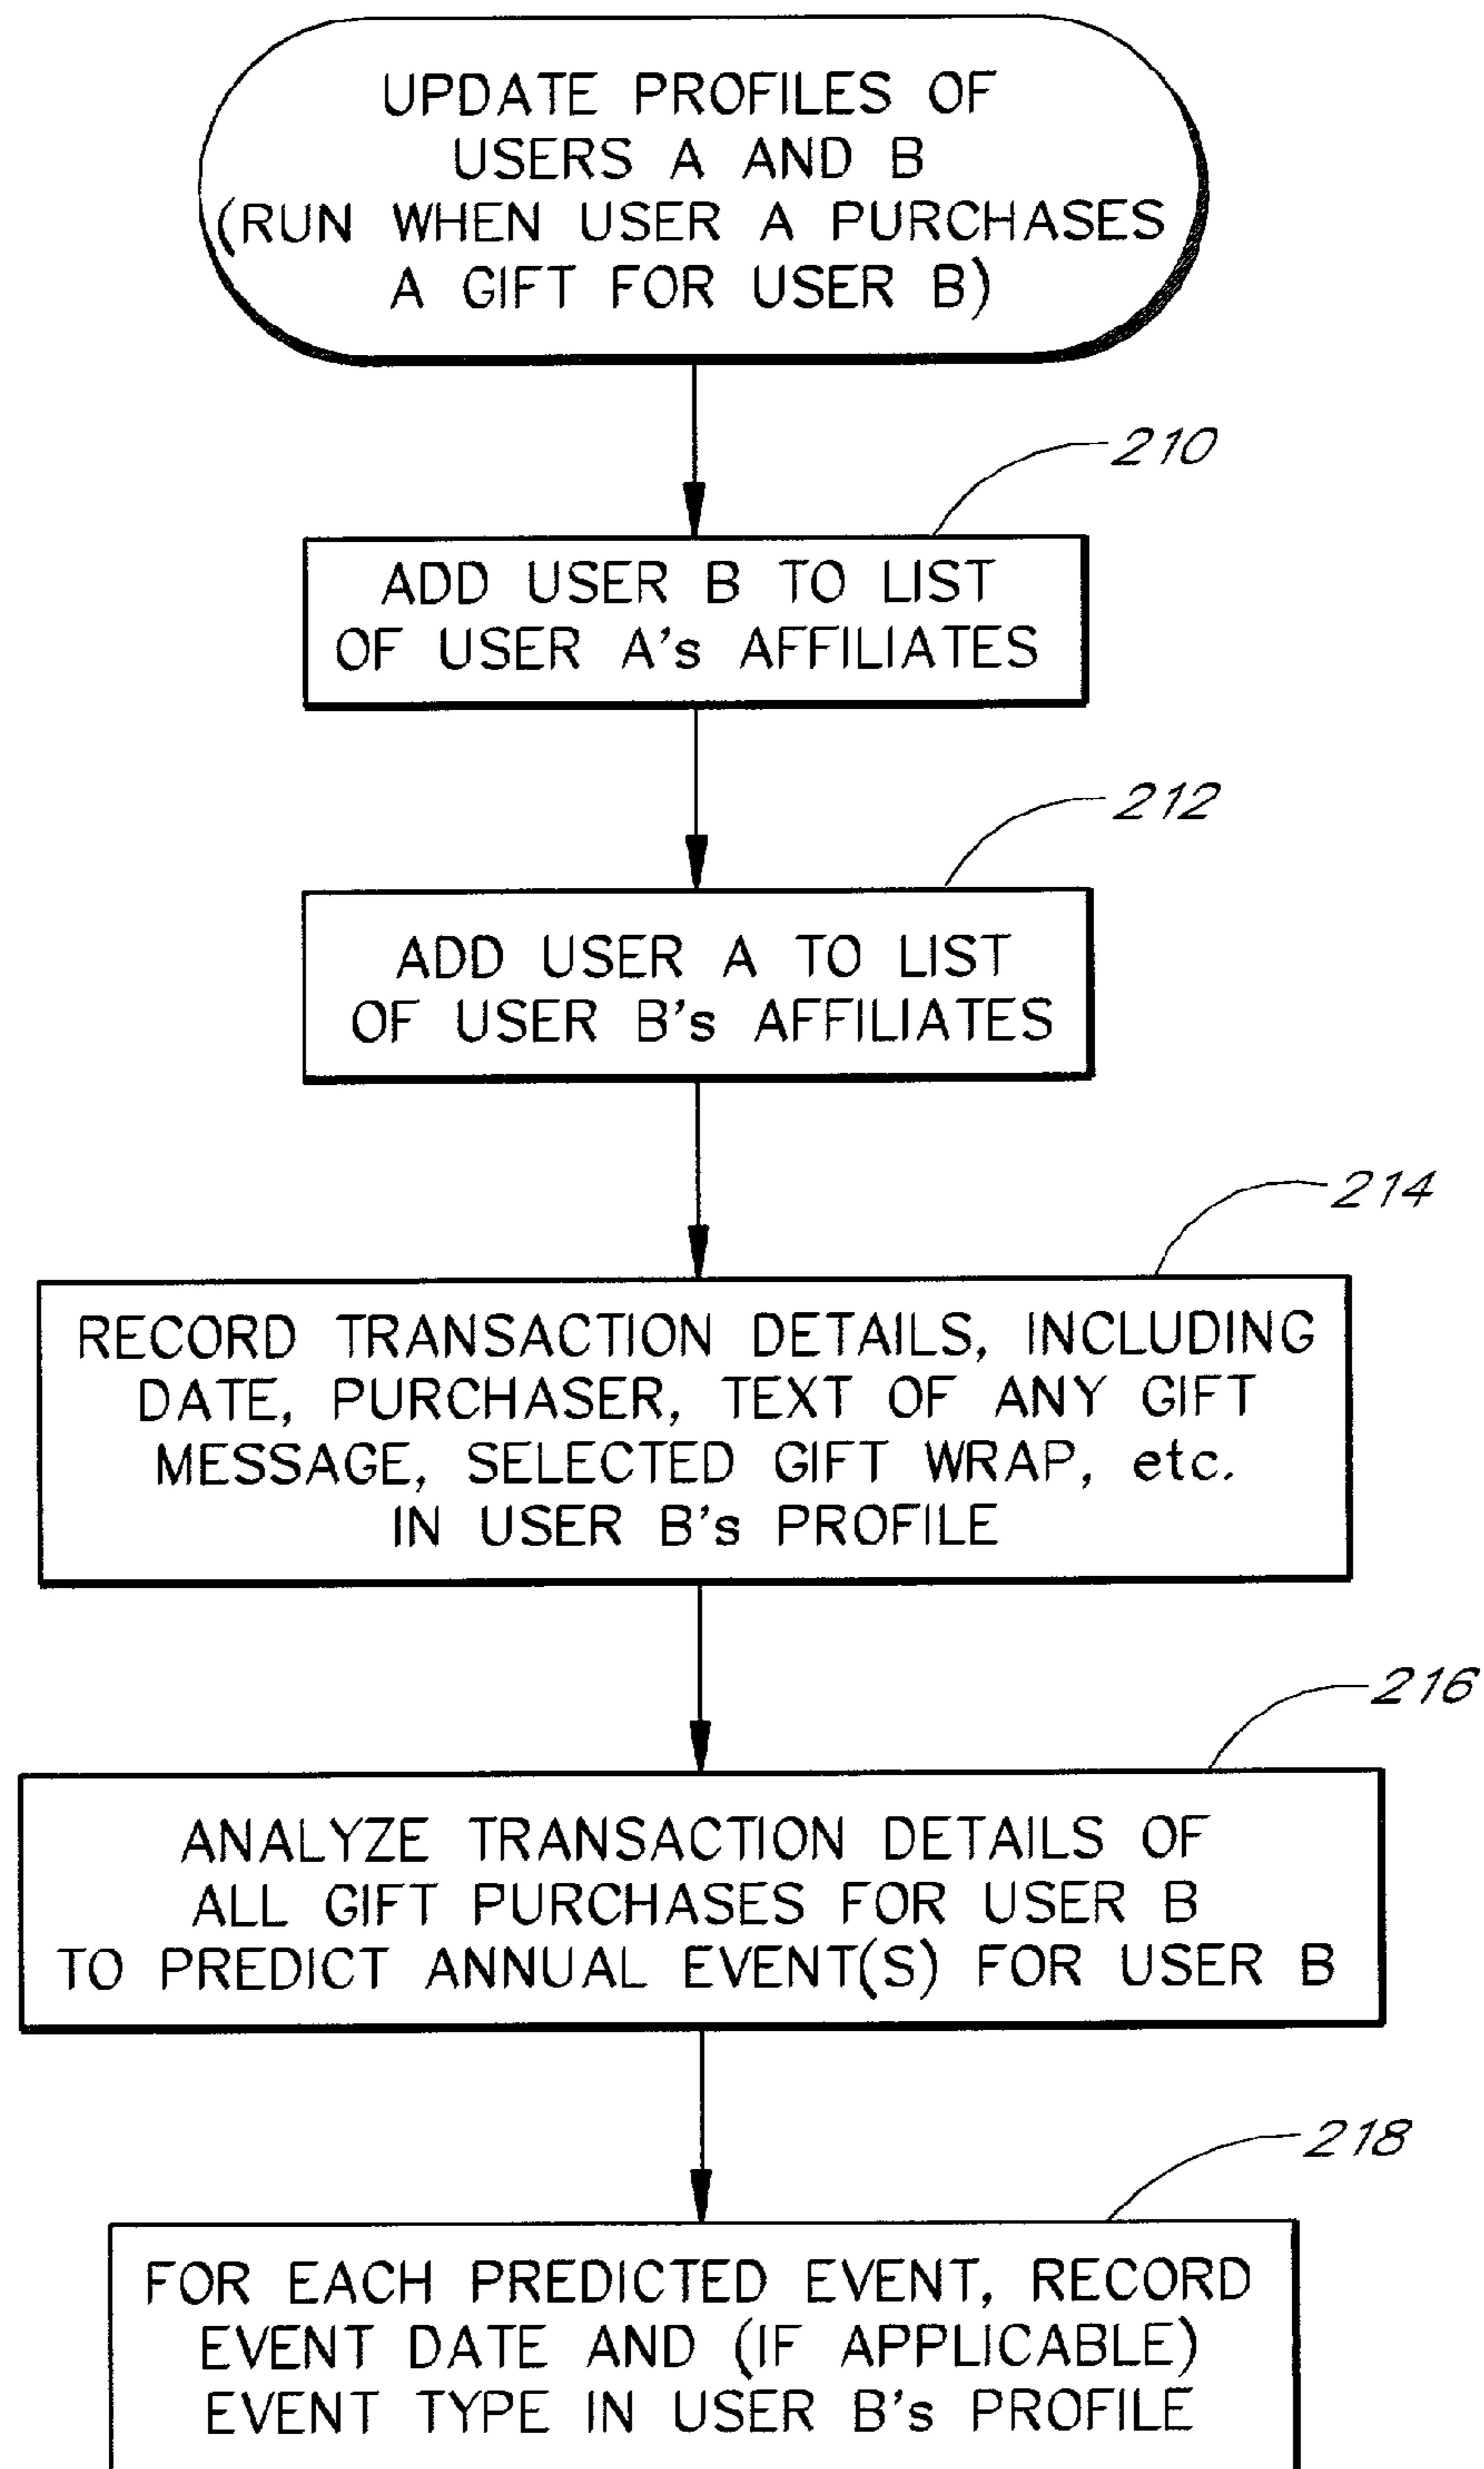 UPDATE PROFILES OF
USERS A AND B
(RUN WHEN USER A PURCHASES
A GIFT FOR USER B)
210
ADD USER B TO LIST
OF USER A's AFFILIATES
212
ADD USER A TO LIST
OF USER B's AFFILIATES
214
RECORD TRANSACTION DETAILS, INCLUDING
DATE, PURCHASER, TEXT OF ANY GIFT
MESSAGE, SELECTED GIFT WRAP, etc.
IN USER B's PROFILE
216
ANALYZE TRANSACTION DETAILS OF
ALL GIFT PURCHASES FOR USER B
TO PREDICT ANNUAL EVENT(S) FOR USER B
218
FOR EACH PREDICTED EVENT, RECORD
EVENT DATE AND (IF APPLICABLE)
EVENT TYPE IN USER B's PROFILE